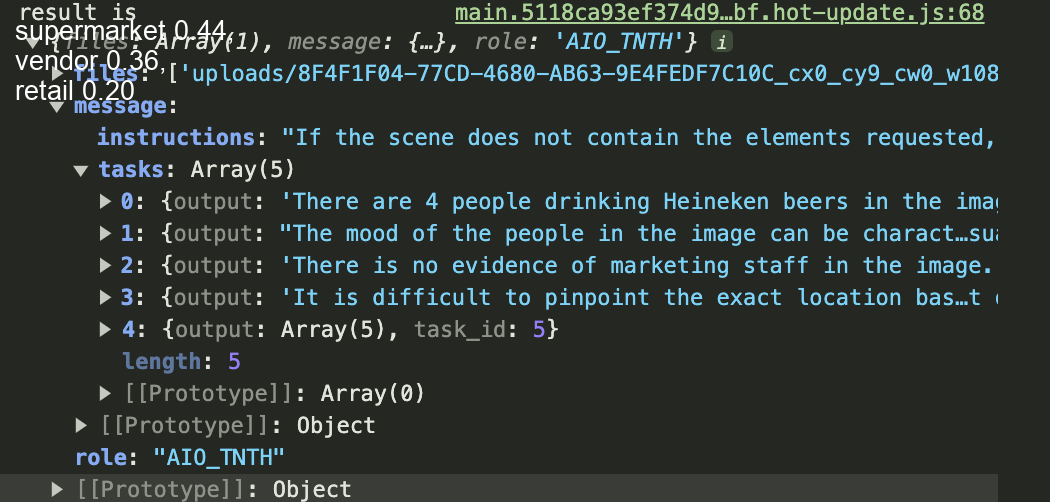 result is main.5118ca93ef374d9…bf.hot-update.js:68
supermarket 0.44,
{files: Array(1), message: {…}, role: 'AIO_TNTH'} i
vendor 0.36,
files: ['uploads/8F4F1F04-77CD-4680-AB63-9E4FEDF7C10C_cx0_cy9_cw0_w108
retail 0.20
message:
instructions: "If the scene does not contain the elements requested,
tasks: Array(5)
0: {output: 'There are 4 people drinking Heineken beers in the imag
1: {output: "The mood of the people in the image can be charact…sua
2: {output: 'There is no evidence of marketing staff in the image.
3: {output: 'It is difficult to pinpoint the exact location bas…t
4: {output: Array(5), task_id: 5}
length: 5
[[Prototype]]: Array(0)
[[Prototype]]: Object
role: "AIO_TNTH"
[[Prototype]]: Object